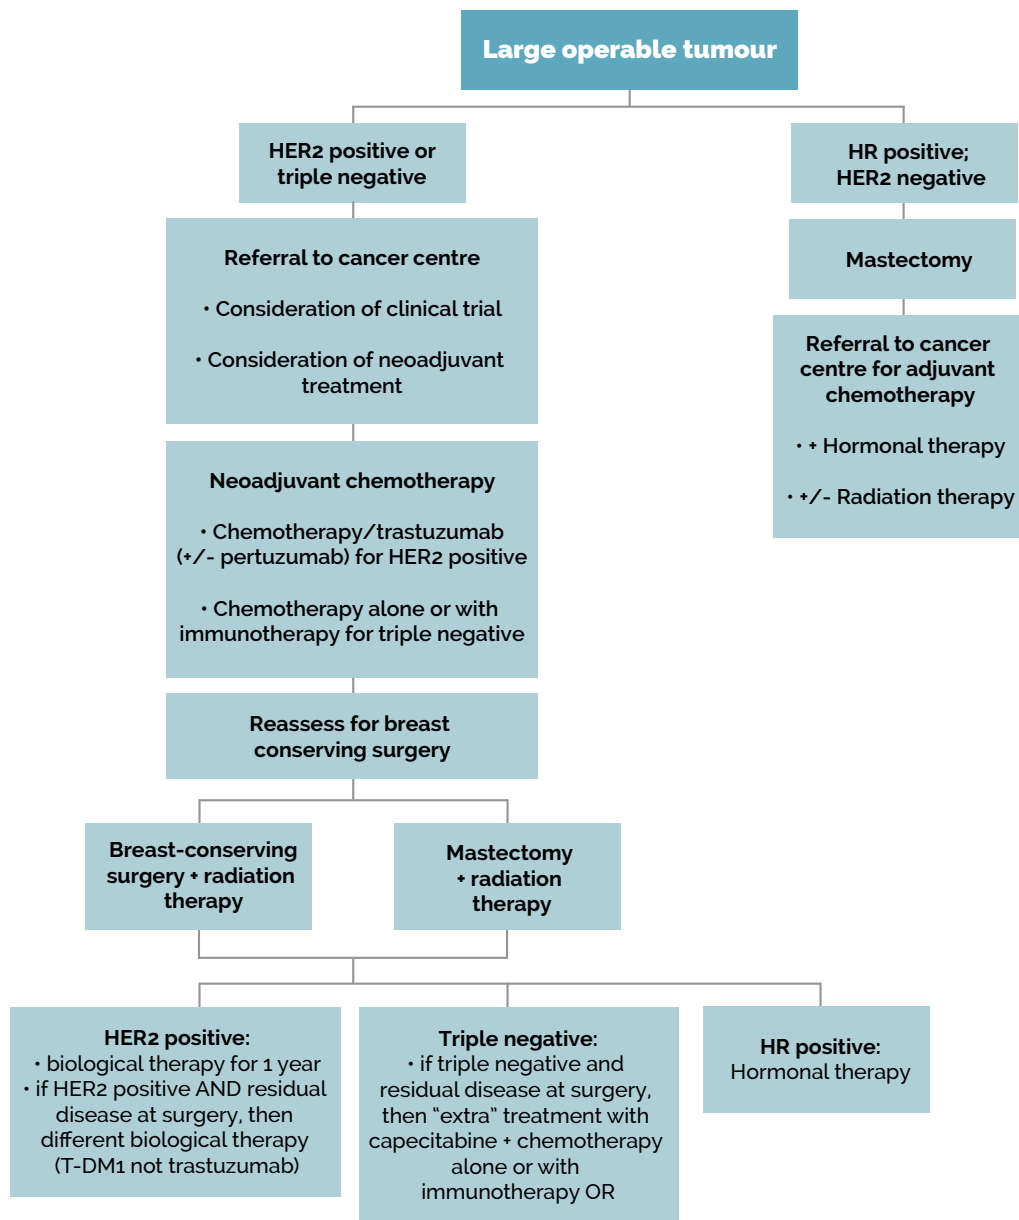 Large operable tumour
HER2 positive or
triple negative
HR positive;
HER2 negative
Referral to cancer centre
• Consideration of clinical trial
• Consideration of neoadjuvant
treatment
Mastectomy
Referral to cancer
centre for adjuvant
chemotherapy
• + Hormonal therapy
• +/- Radiation therapy
Neoadjuvant chemotherapy
• Chemotherapy/trastuzumab
(+/- pertuzumab) for HER2 positive
• Chemotherapy alone or with
immunotherapy for triple negative
Reassess for breast
conserving surgery
Breast-conserving
surgery + radiation
therapy
Mastectomy
+ radiation
therapy
HER2 positive:
• biological therapy for 1 year
• if HER2 positive AND residual
disease at surgery, then
different biological therapy
(T-DM1 not trastuzumab)
Triple negative:
• if triple negative and
residual disease at surgery,
then “extra” treatment with
capecitabine + chemotherapy
alone or with
immunotherapy OR
HR positive:
Hormonal therapy